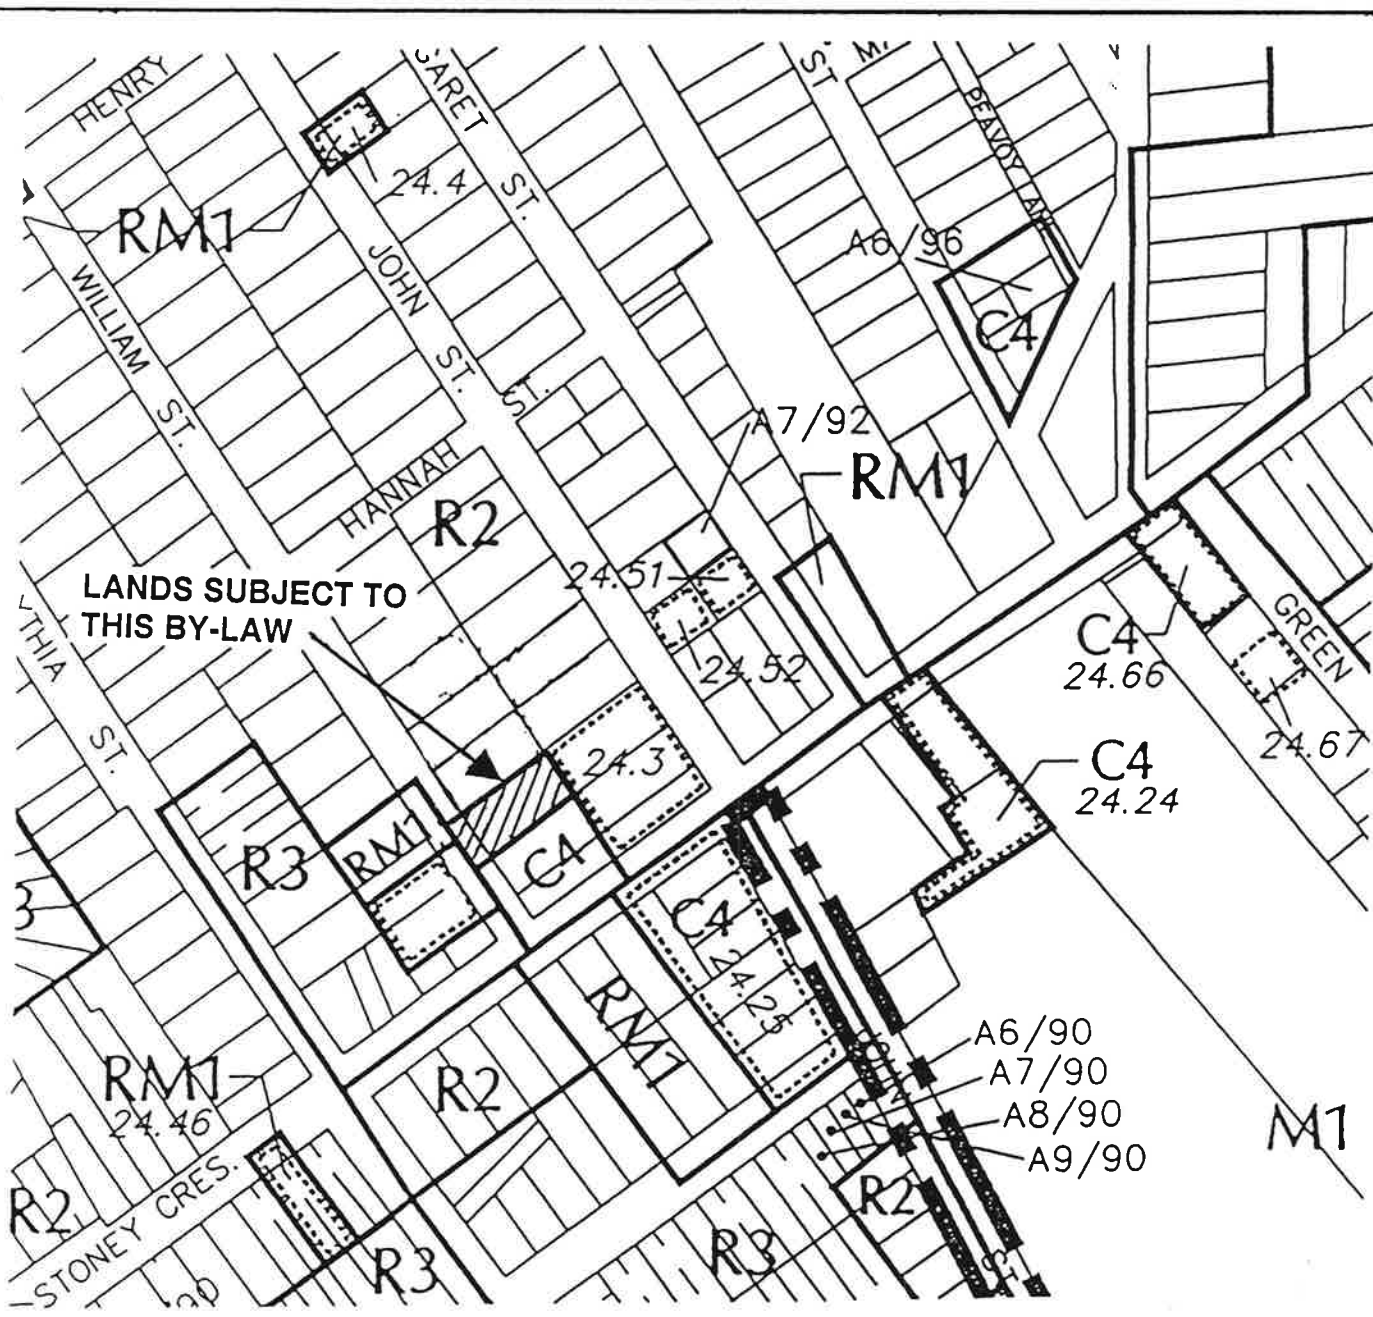 HENRY
GARET ST.
ST
PEAVOY
24.4
RM1
A6/96
C4
WILLIAM ST.
JOHN ST.
ST.
A7/92
RM1
HANNAH
R2
24.51
LANDS SUBJECT TO
THIS BY-LAW
THIA ST.
24.52
C4
24.66
GREEN
24.67
24.3
C4
24.24
R3
RM1
C4
C4
24.25
RM1
R2
RM1
24.46
A6/90
A7/90
A8/90
A9/90
M1
R2
STONEY CRES.
R3
R3
R2